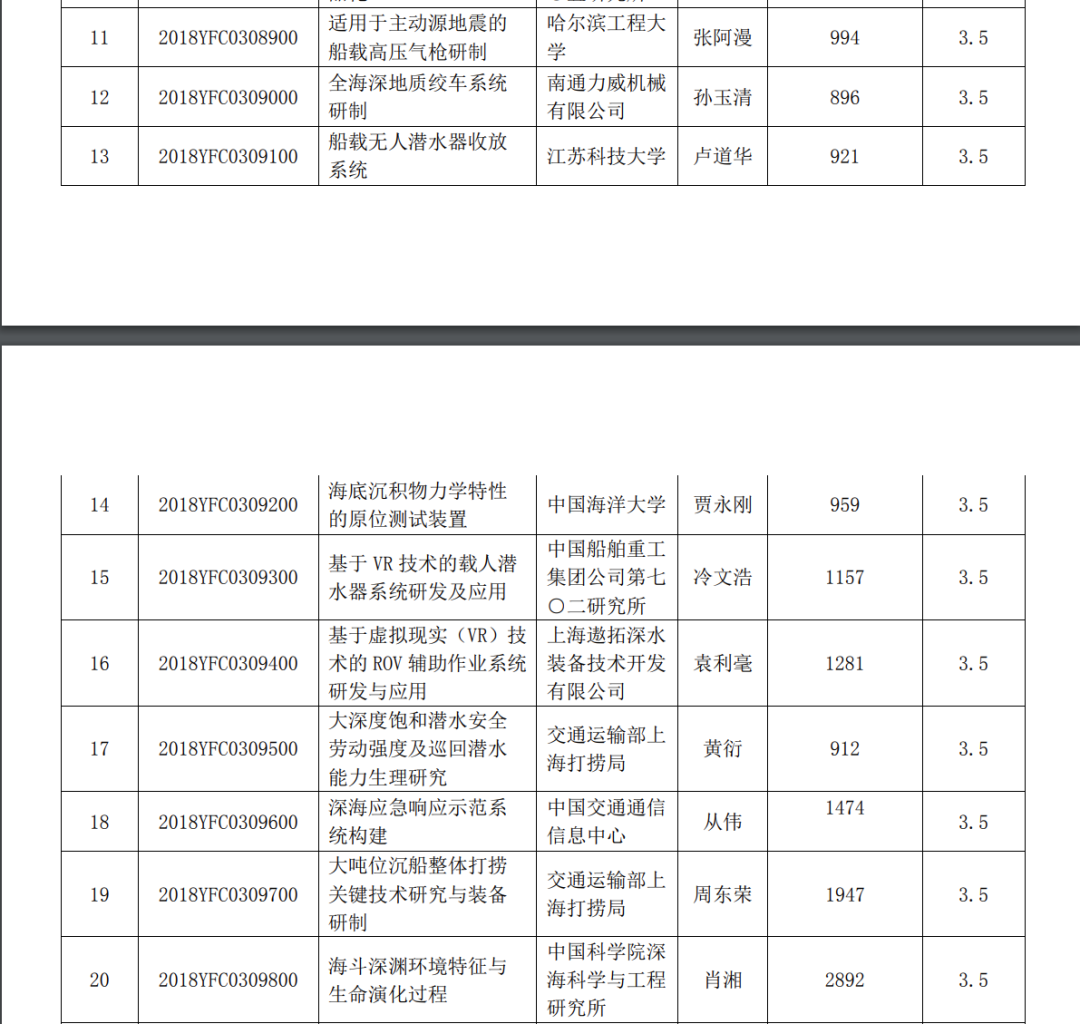 11 2018YFC0308900 适用于主动源地震的 哈尔滨工程大 张阿漫 994 3.5
船载高压气枪研制 学
12 2018YFC0309000 全海深地质绞车系统 南通力威机械 孙玉清 896 3.5
研制 有限公司
13 2018YFC0309100 船载无人潜水器收放 江苏科技大学 卢道华 921 3.5
系统
14 2018YFC0309200 海底沉积物力学特性 中国海洋大学 贾永刚 959 3.5
的原位测试装置
15 2018YFC0309300 基于 VR 技术的载人潜 中国船舶重工 冷文浩 1157 3.5
水器系统研发及应用 集团公司第七
〇二研究所
16 2018YFC0309400 基于虚拟现实（VR）技 上海遨拓深水 袁利毫 1281 3.5
术的 ROV 辅助作业系统 装备技术开发
研发与应用 有限公司
17 2018YFC0309500 大深度饱和潜水安全 交通运输部上 黄衍 912 3.5
劳动强度及巡回潜水 海打捞局
能力生理研究
18 2018YFC0309600 深海应急响应示范系 中国交通通信 从伟 1474 3.5
统构建 信息中心
19 2018YFC0309700 大吨位沉船整体打捞 交通运输部上 周东荣 1947 3.5
关键技术研究与装备 海打捞局
研制
20 2018YFC0309800 海斗深渊环境特征与 中国科学院深 肖湘 2892 3.5
生命演化过程 海科学与工程
研究所